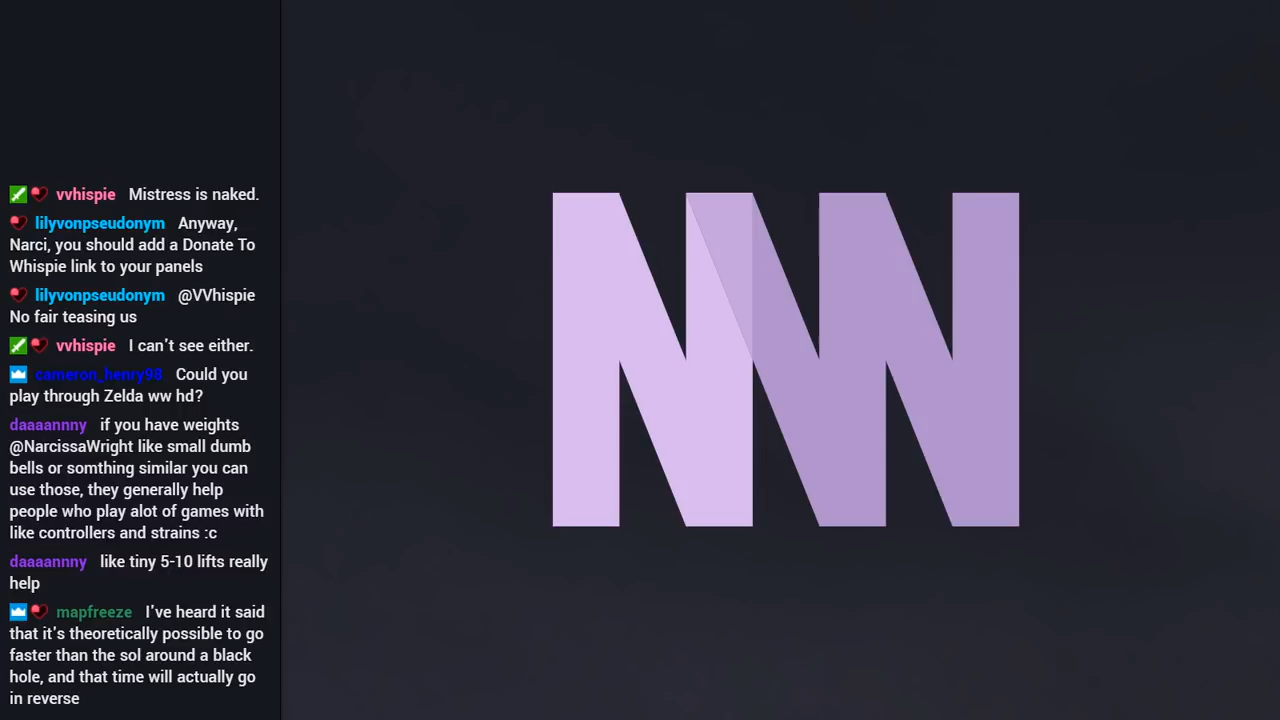 vvhispie Mistress is naked.
lilyvonpseudonym Anyway,
Narci, you should add a Donate To
Whispie link to your panels
lilyvonpseudonym @VVhispie
No fair teasing us
vvhispie I can't see either.
cameron_henry98 Could you
play through Zelda ww hd?
daaaannny if you have weights
@NarcissaWright like small dumb
bells or somthing similar you can
use those, they generally help
people who play alot of games with
like controllers and strains :c
daaaannny like tiny 5-10 lifts really
help
mapfreeze I've heard it said
that it's theoretically possible to go
faster than the sol around a black
hole, and that time will actually go
in reverse